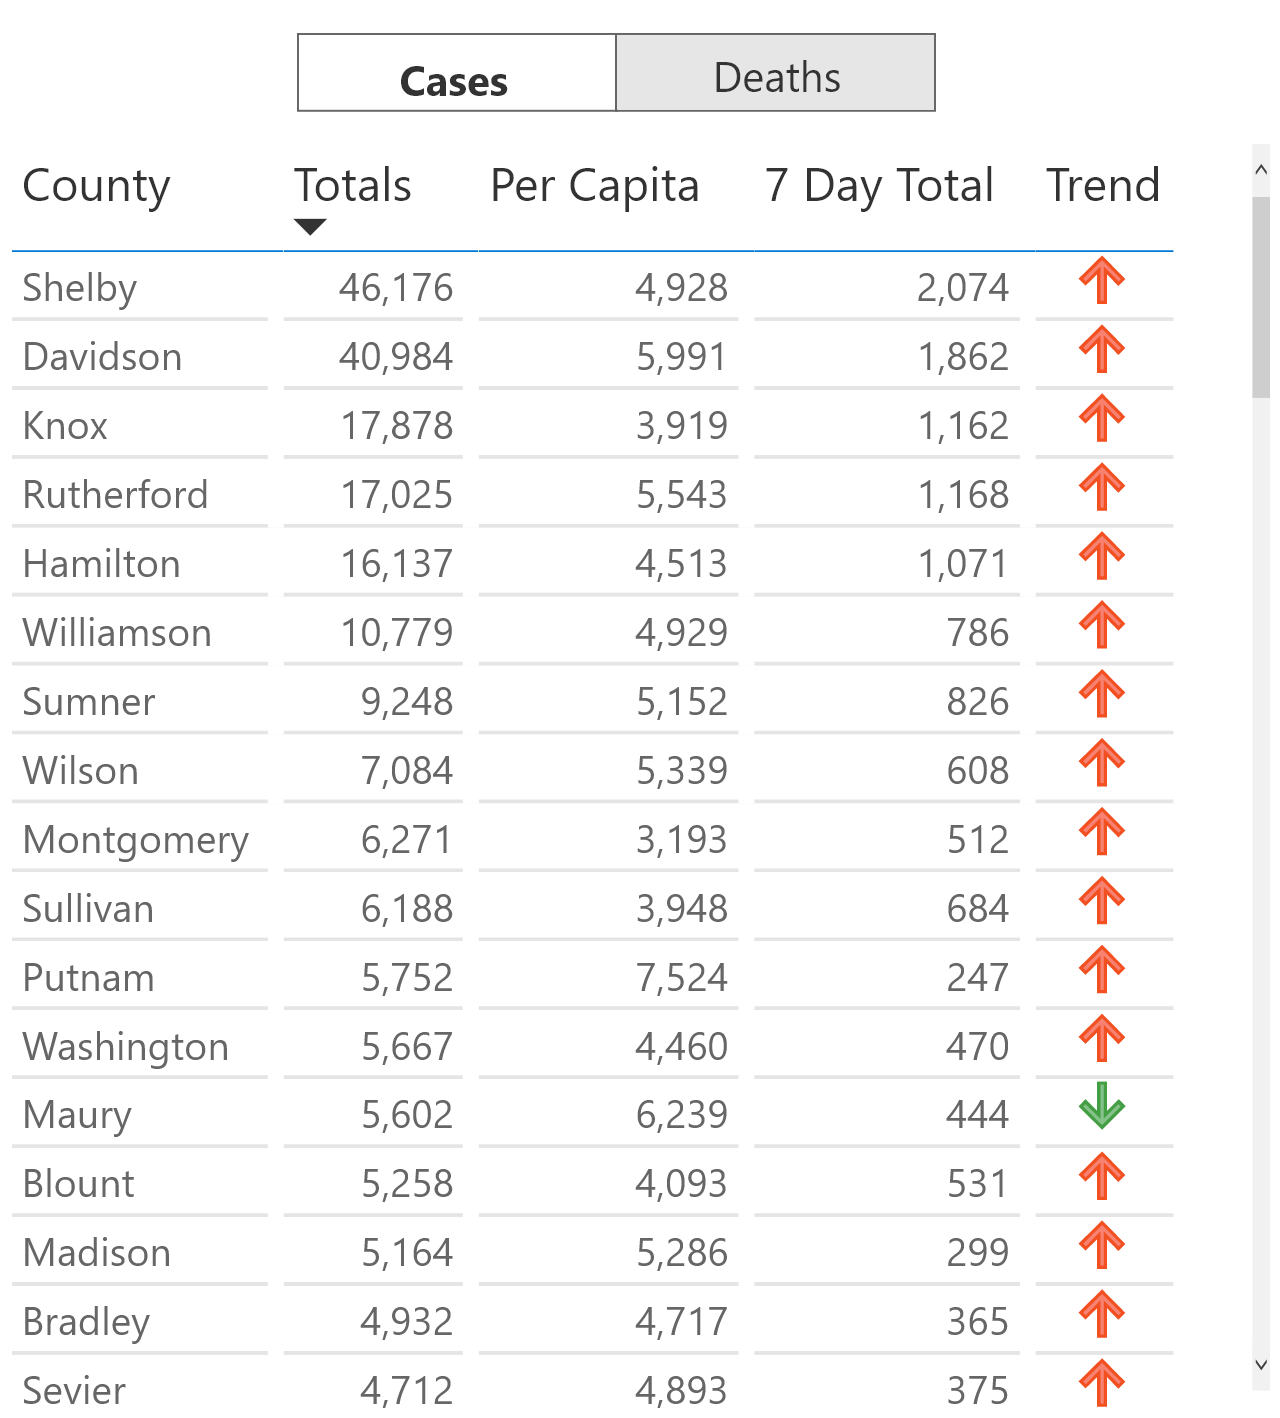 Cases Deaths
County Totals Per Capita 7 Day Total Trend
Shelby 46,176 4,928 2,074
Davidson 40,984 5,991 1,862
Knox 17,878 3,919 1,162
Rutherford 17,025 5,543 1,168
Hamilton 16,137 4,513 1,071
Williamson 10,779 4,929 786
Sumner 9,248 5,152 826
Wilson 7,084 5,339 608
Montgomery 6,271 3,193 512
Sullivan 6,188 3,948 684
Putnam 5,752 7,524 247
Washington 5,667 4,460 470
Maury 5,602 6,239 444
Blount 5,258 4,093 531
Madison 5,164 5,286 299
Bradley 4,932 4,717 365
Sevier 4,712 4,893 375